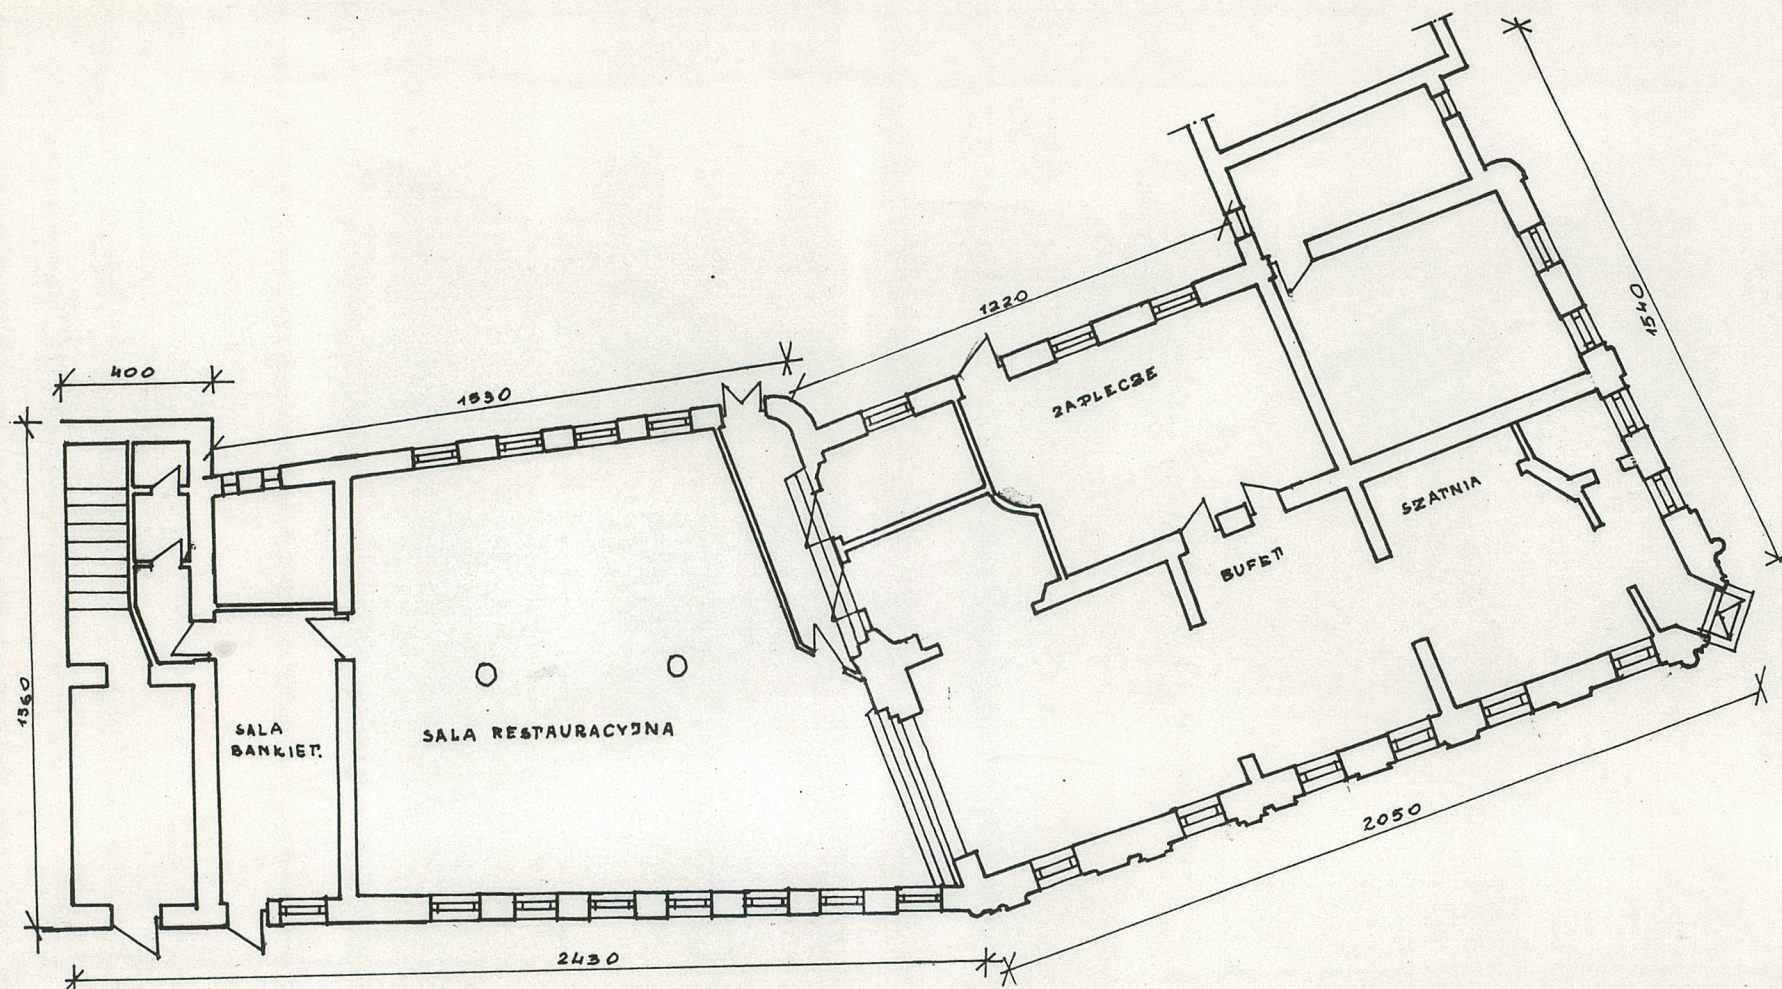 1540
1220
400
1530
ZAPLECZE
SZATNIA
BUFET
1360
SALA
BANKIET.
SALA RESTAURACYJNA
2050
2430